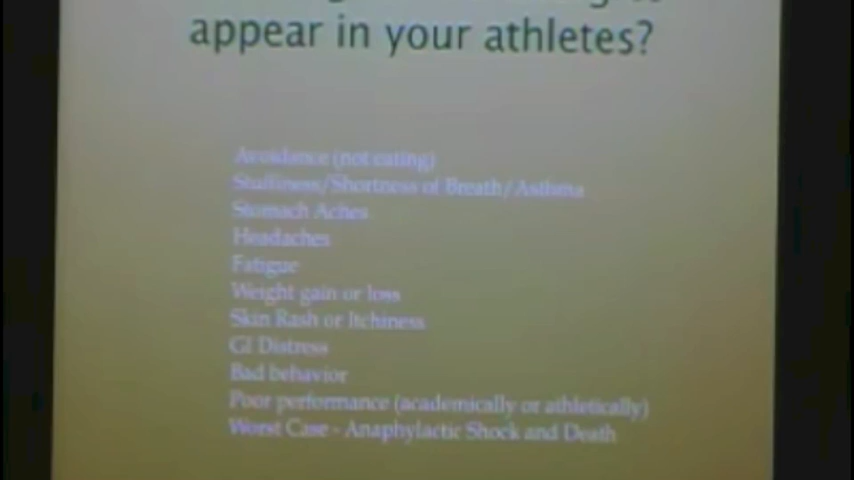 appear in your athletes?
Avoidance (not eating)
Stuffiness/Shortness of Breath/Asthma
Stomach Aches
Headaches
Fatigue
Weight gain or loss
Skin Rash or Itchiness
GI Distress
Bad behavior
Poor performance (academically or athletically)
Worst Case - Anaphylactic Shock and Death